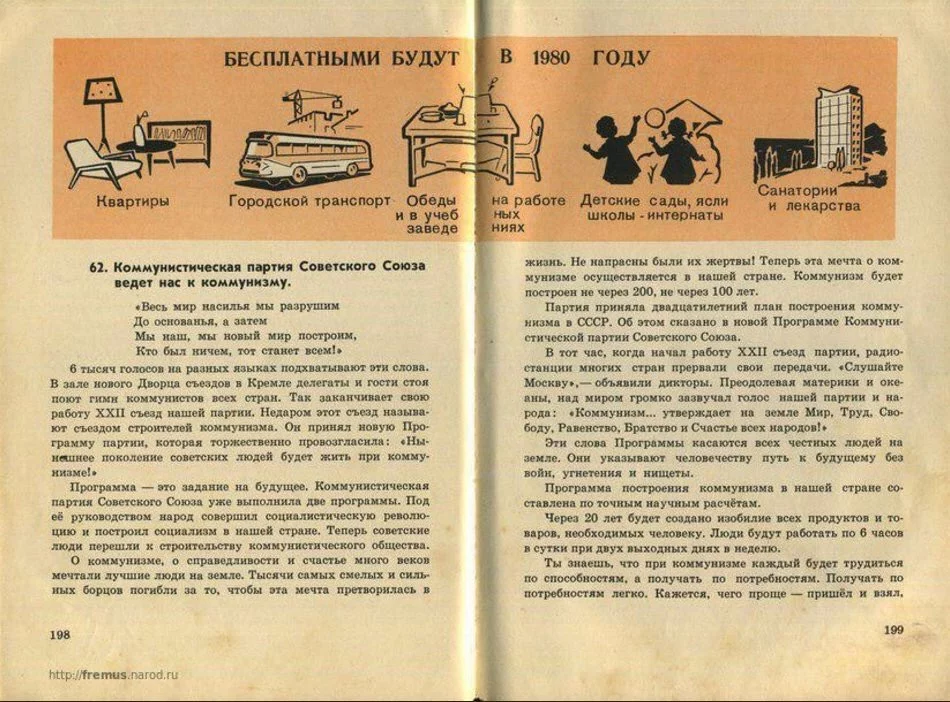 БЕСПЛАТНЫМИ БУДУТ В 1980 ГОДУ
Квартиры
Городской транспорт
Обеды на работе
и в учеб ных
заведе ниях
Детские сады, ясли
школы - интернаты
Санатории
и лекарства
62. Коммунистическая партия Советского Союза
ведет нас к коммунизму.
«Весь мир насилья мы разрушим
До основанья, а затем
Мы наш, мы новый мир построим,
Кто был ничем, тот станет всем!»
6 тысяч голосов на разных языках подхватывают эти слова.
В зале нового Дворца съездов в Кремле делегаты и гости стоя
поют гимн коммунистов всех стран. Так заканчивает свою
работу XXII съезд нашей партии. Недаром этот съезд называ-
ют съездом строителей коммунизма. Он принял новую Про-
грамму партии, которая торжественно провозгласила: «Ны-
нешнее поколение советских людей будет жить при комму-
низме!»
Программа — это задание на будущее. Коммунистическая
партия Советского Союза уже выполнила две программы. Под
её руководством народ совершил социалистическую револю-
цию и построил социализм в нашей стране. Теперь советские
люди перешли к строительству коммунистического общества.
О коммунизме, о справедливости и счастье много веков
мечтали лучшие люди на земле. Тысячи самых смелых и силь-
ных борцов погибли за то, чтобы эта мечта претворилась в
198
http://fremus.narod.ru
жизнь. Не напрасны были их жертвы! Теперь эта мечта о ком-
мунизме осуществляется в нашей стране. Коммунизм будет
построен не через 200, не через 100 лет.
Партия приняла двадцатилетний план построения комму-
низма в СССР. Об этом сказано в новой Программе Коммуни-
стической партии Советского Союза.
В тот час, когда начал работу XXII съезд партии, радио-
станции многих стран прервали свои передачи. «Слушайте
Москву»,— объявили дикторы. Преодолевая материки и оке-
аны, над миром громко зазвучал голос нашей партии и на-
рода: «Коммунизм... утверждает на земле Мир, Труд, Сво-
боду, Равенство, Братство и Счастье всех народов!»
Эти слова Программы касаются всех честных людей на
земле. Они указывают человечеству путь к будущему без
войн, угнетения и нищеты.
Программа построения коммунизма в нашей стране со-
ставлена по точным научным расчётам.
Через 20 лет будет создано изобилие всех продуктов и то-
варов, необходимых человеку. Люди будут работать по 6 часов
в сутки при двух выходных днях в неделю.
Ты знаешь, что при коммунизме каждый будет трудиться
по способностям, а получать по потребностям. Получать по
потребностям легко. Кажется, чего проще — пришёл и взял,
199